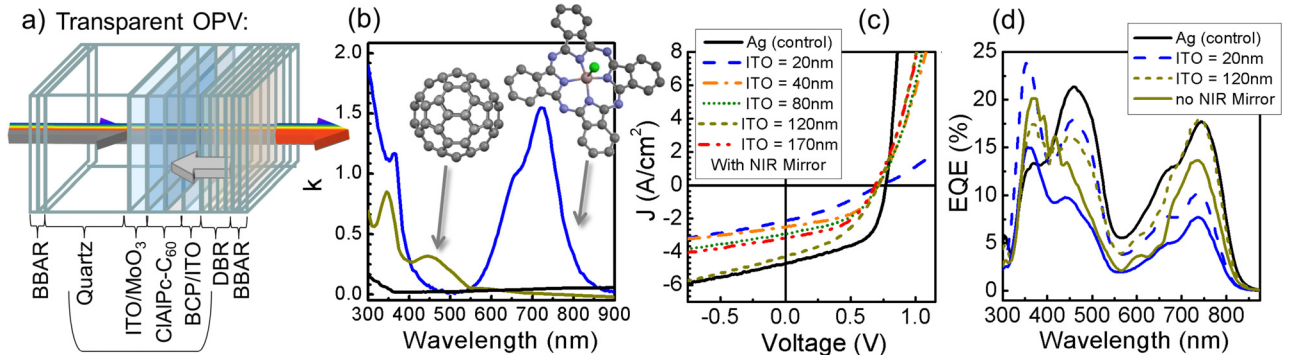 a) Transparent OPV:
BBAR
Quartz
ITO/MoO3
ClAlPc-C60
BCP/ITO
DBR
BBAR
(b)
k
2.0
1.5
1.0
0.5
0.0
300 400 500 600 700 800 900
Wavelength (nm)
(c)
Ag (control)
ITO = 20nm
ITO = 40nm
ITO = 80nm
ITO = 120nm
ITO = 170nm
With NIR Mirror
J (A/cm2)
8
6
4
2
0
-2
-4
-6
-0.5 0.0 0.5 1.0
Voltage (V)
(d)
Ag (control)
ITO = 20nm
ITO = 120nm
no NIR Mirror
EQE (%)
25
20
15
10
5
0
300 400 500 600 700 800
Wavelength (nm)